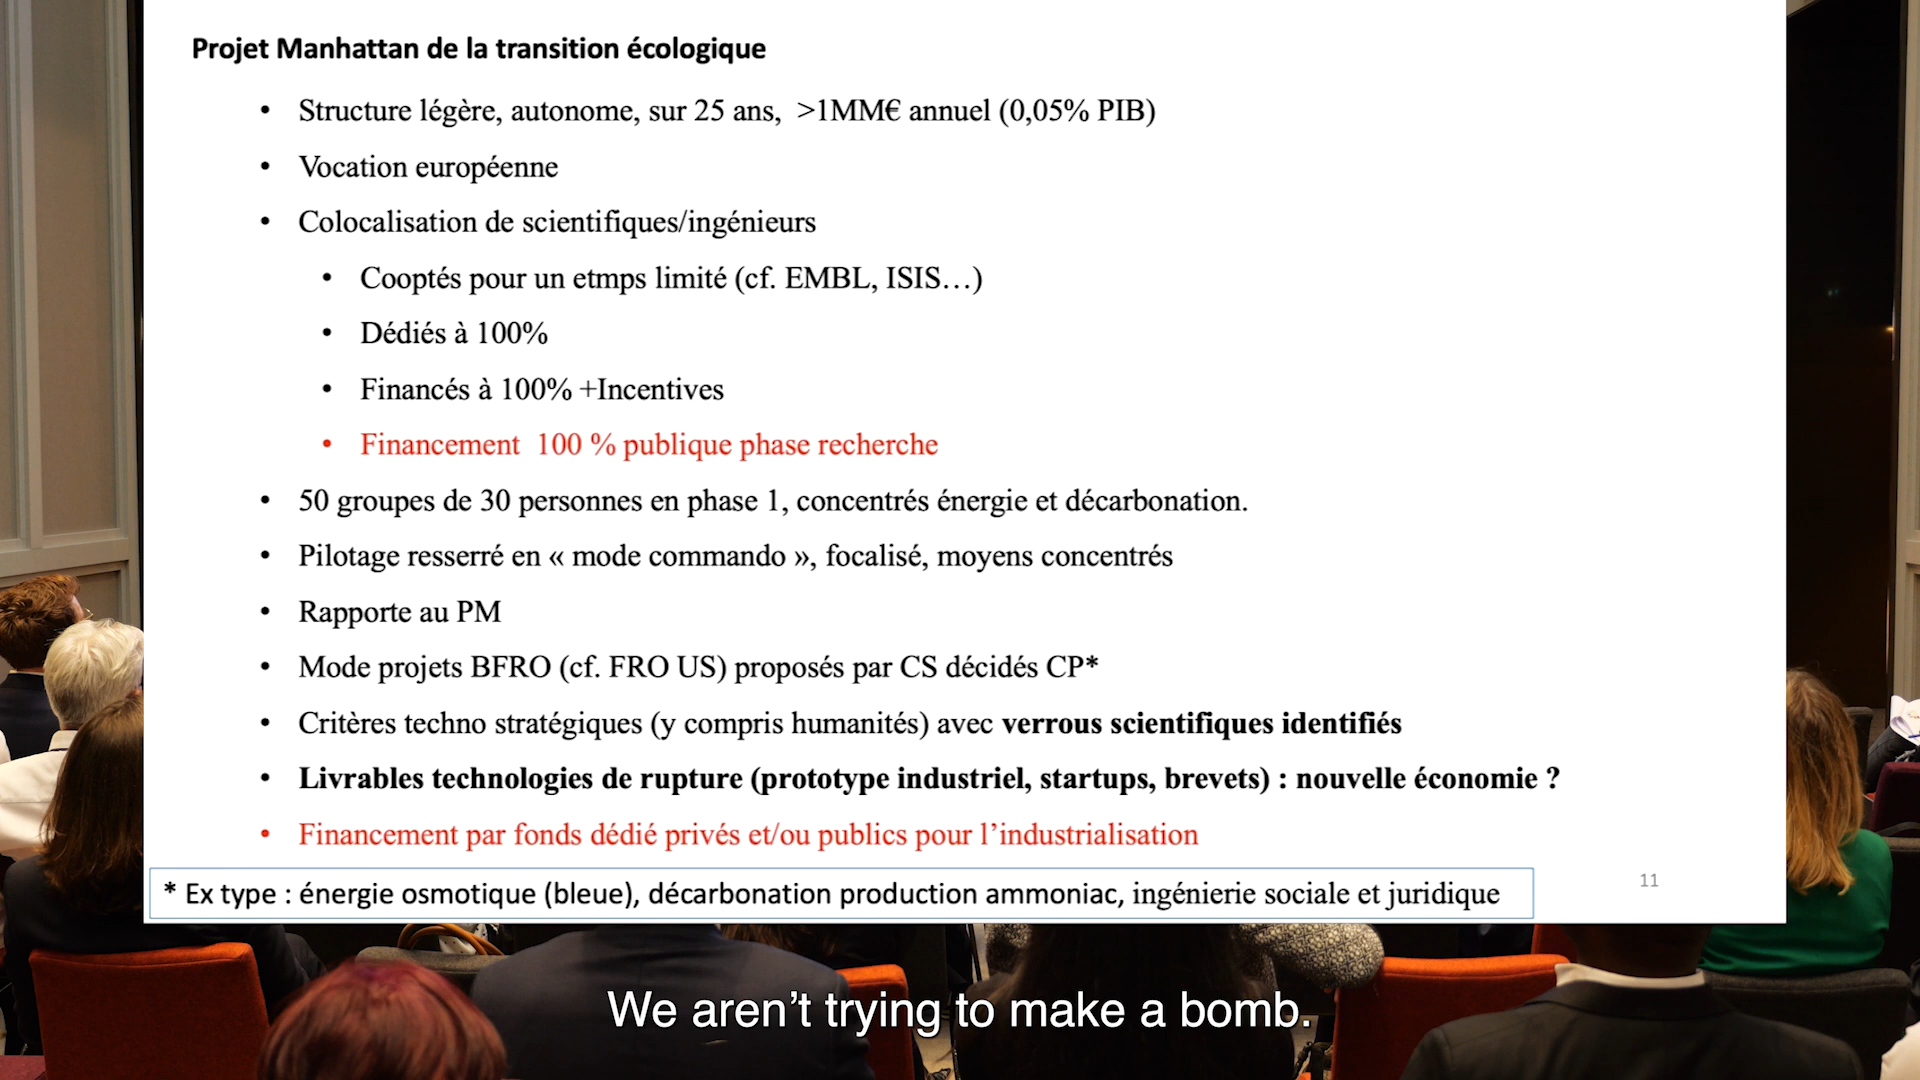 Projet Manhattan de la transition écologique
• Structure légère, autonome, sur 25 ans,  >1MM€ annuel (0,05% PIB)
• Vocation européenne
• Colocalisation de scientifiques/ingénieurs
• Cooptés pour un etmps limité (cf. EMBL, ISIS…)
• Dédiés à 100%
• Financés à 100% +Incentives
• Financement  100 % publique phase recherche
• 50 groupes de 30 personnes en phase 1, concentrés énergie et décarbonation.
• Pilotage resserré en « mode commando », focalisé, moyens concentrés
• Rapporte au PM
• Mode projets BFRO (cf. FRO US) proposés par CS décidés CP*
• Critères techno stratégiques (y compris humanités) avec verrous scientifiques identifiés
• Livrables technologies de rupture (prototype industriel, startups, brevets) : nouvelle économie ?
• Financement par fonds dédié privés et/ou publics pour l’industrialisation
* Ex type : énergie osmotique (bleue), décarbonation production ammoniac, ingénierie sociale et juridique
11
We aren’t trying to make a bomb.